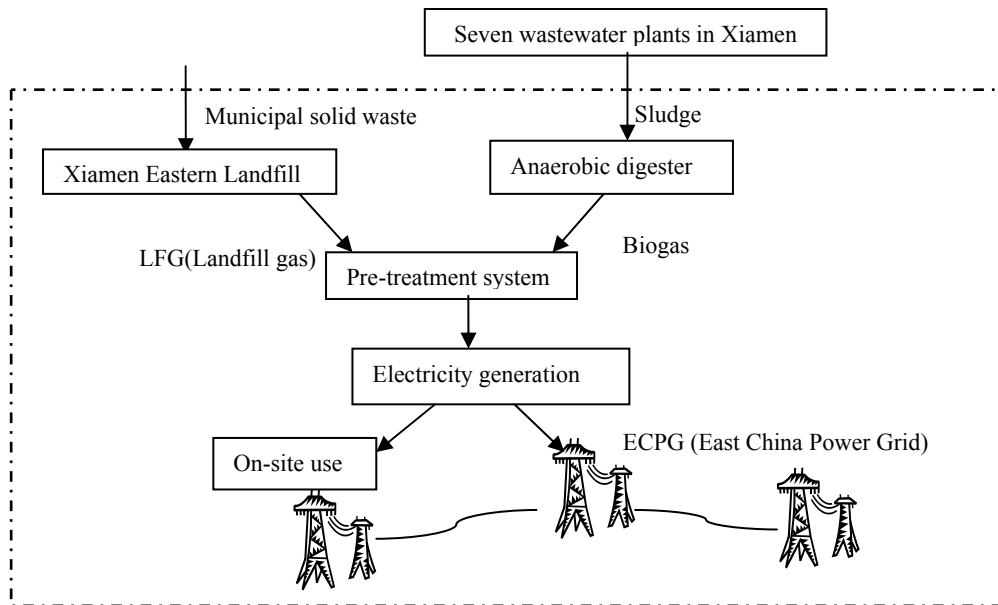 Seven wastewater plants in Xiamen
Municipal solid waste
Sludge
Xiamen Eastern Landfill
Anaerobic digester
LFG(Landfill gas)
Biogas
Pre-treatment system
Electricity generation
On-site use
ECPG (East China Power Grid)